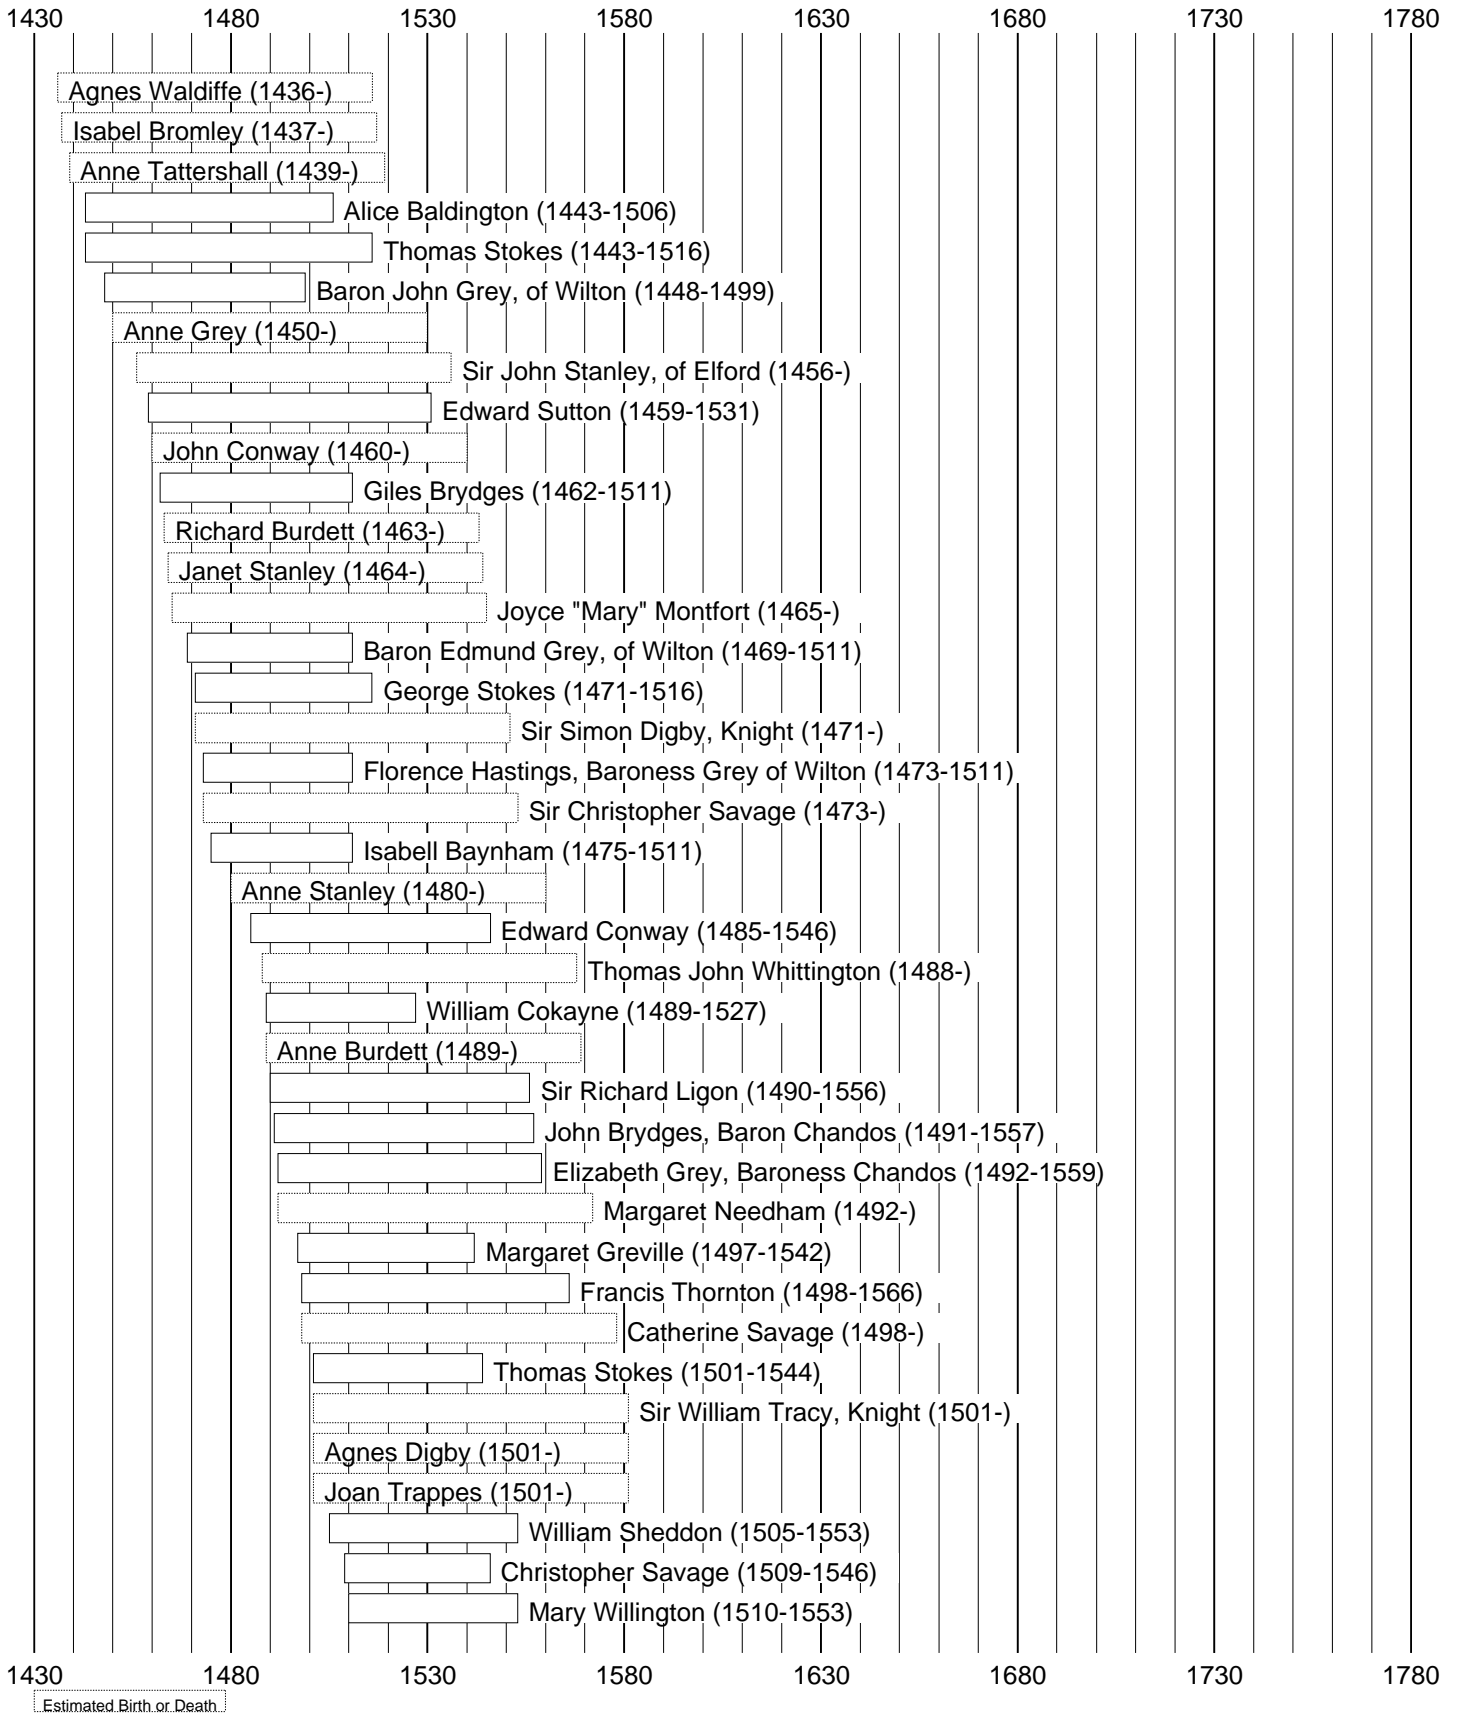 1430 1480 1530 1580 1630 1680 1730 1780
Agnes Waldiffe (1436-)
Isabel Bromley (1437-)
Anne Tattershall (1439-)
Alice Baldington (1443-1506)
Thomas Stokes (1443-1516)
Baron John Grey, of Wilton (1448-1499)
Anne Grey (1450-)
Sir John Stanley, of Elford (1456-)
Edward Sutton (1459-1531)
John Conway (1460-)
Giles Brydges (1462-1511)
Richard Burdett (1463-)
Janet Stanley (1464-)
Joyce "Mary" Montfort (1465-)
Baron Edmund Grey, of Wilton (1469-1511)
George Stokes (1471-1516)
Sir Simon Digby, Knight (1471-)
Florence Hastings, Baroness Grey of Wilton (1473-1511)
Sir Christopher Savage (1473-)
Isabell Baynham (1475-1511)
Anne Stanley (1480-)
Edward Conway (1485-1546)
Thomas John Whittington (1488-)
William Cokayne (1489-1527)
Anne Burdett (1489-)
Sir Richard Ligon (1490-1556)
John Brydges, Baron Chandos (1491-1557)
Elizabeth Grey, Baroness Chandos (1492-1559)
Margaret Needham (1492-)
Margaret Greville (1497-1542)
Francis Thornton (1498-1566)
Catherine Savage (1498-)
Thomas Stokes (1501-1544)
Sir William Tracy, Knight (1501-)
Agnes Digby (1501-)
Joan Trappes (1501-)
William Sheddon (1505-1553)
Christopher Savage (1509-1546)
Mary Willington (1510-1553)
1430 1480 1530 1580 1630 1680 1730 1780
Estimated Birth or Death